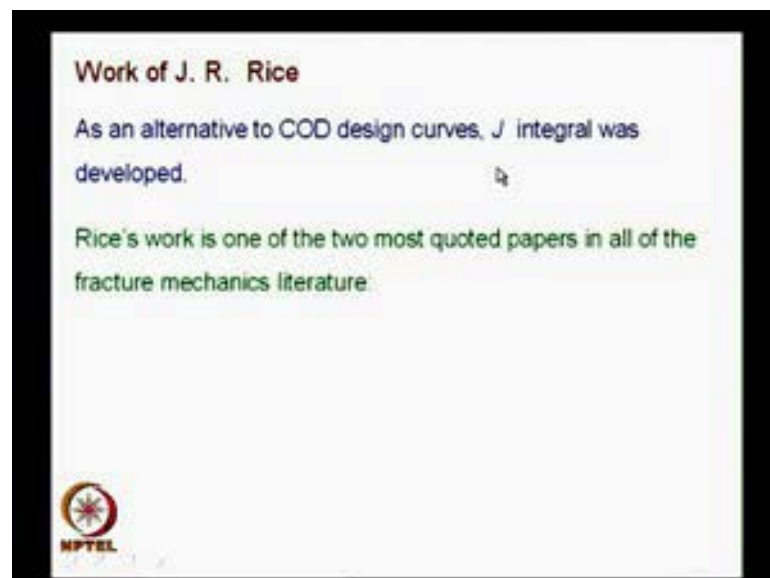 Work of J. R. Rice
As an alternative to COD design curves, J integral was
developed.
Rice's work is one of the two most quoted papers in all of the
fracture mechanics literature:
NPTEL